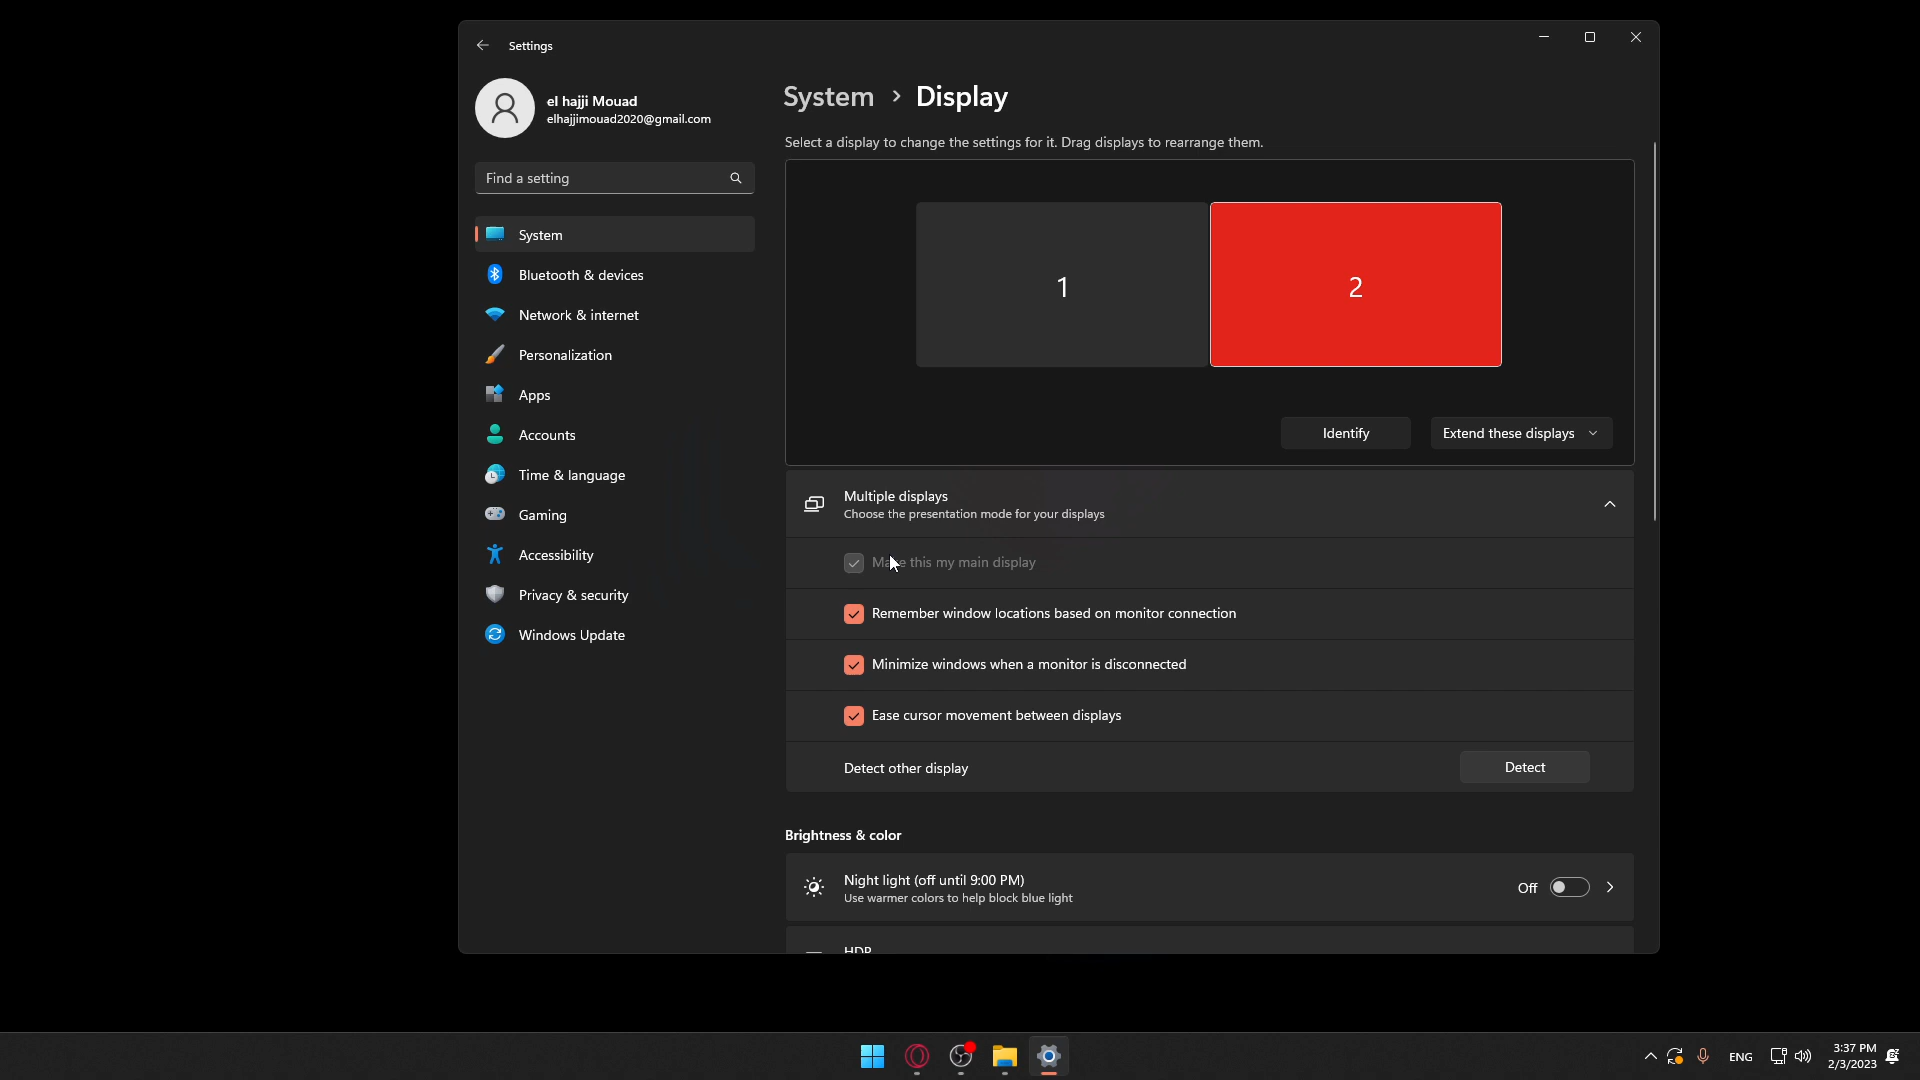 Settings
el hajji Mouad
elhajjimouad2020@gmail.com
Find a setting
System
Bluetooth & devices
Network & internet
Personalization
Apps
Accounts
Time & language
Gaming
Accessibility
Privacy & security
Windows Update
System > Display
Select a display to change the settings for it. Drag displays to rearrange them.
1
2
Identify
Extend these displays
Multiple displays
Choose the presentation mode for your displays
Make this my main display
Remember window locations based on monitor connection
Minimize windows when a monitor is disconnected
Ease cursor movement between displays
Detect other display
Detect
Brightness & color
Night light (off until 9:00 PM)
Use warmer colors to help block blue light
Off
HDR
ENG
3:37 PM
2/3/2023